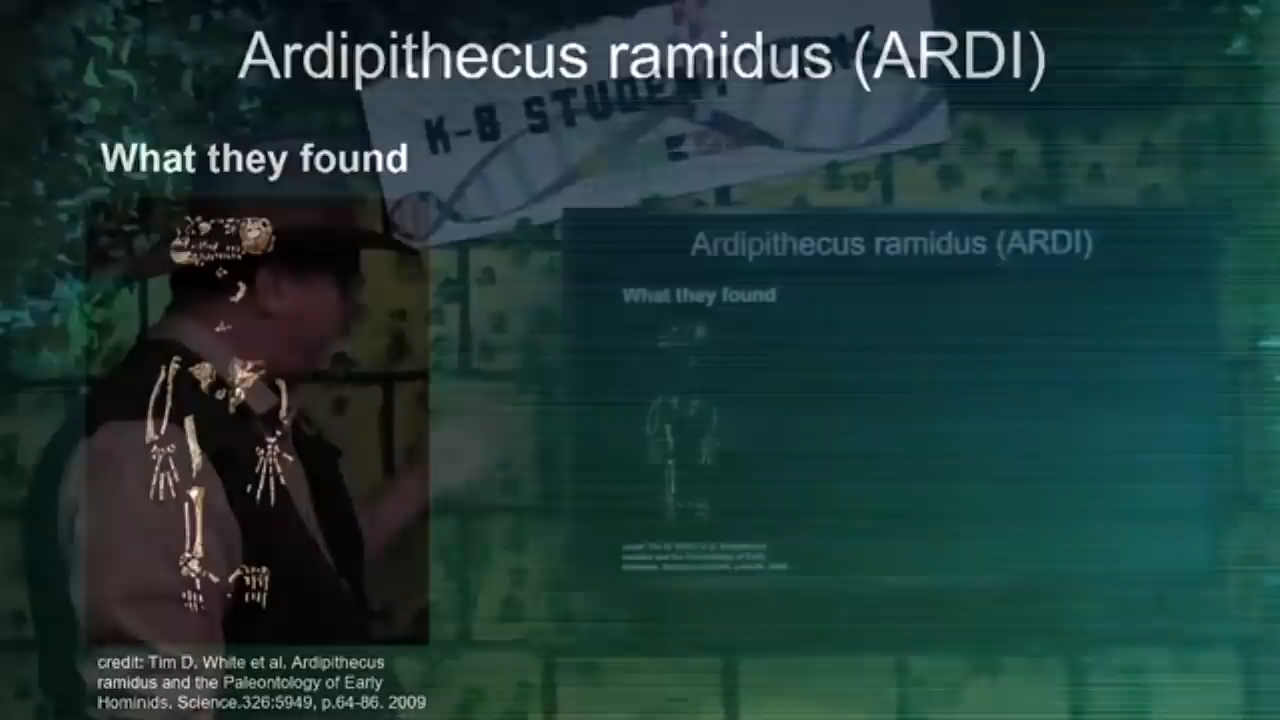 Ardipithecus ramidus (ARDI)
K-8 STUDENT
What they found
Ardipithecus ramidus (ARDI)
What they found
credit: Tim D. White et al. Ardipithecus
ramidus and the Paleontology of Early
Hominids. Science.326:5949, p.64-86. 2009